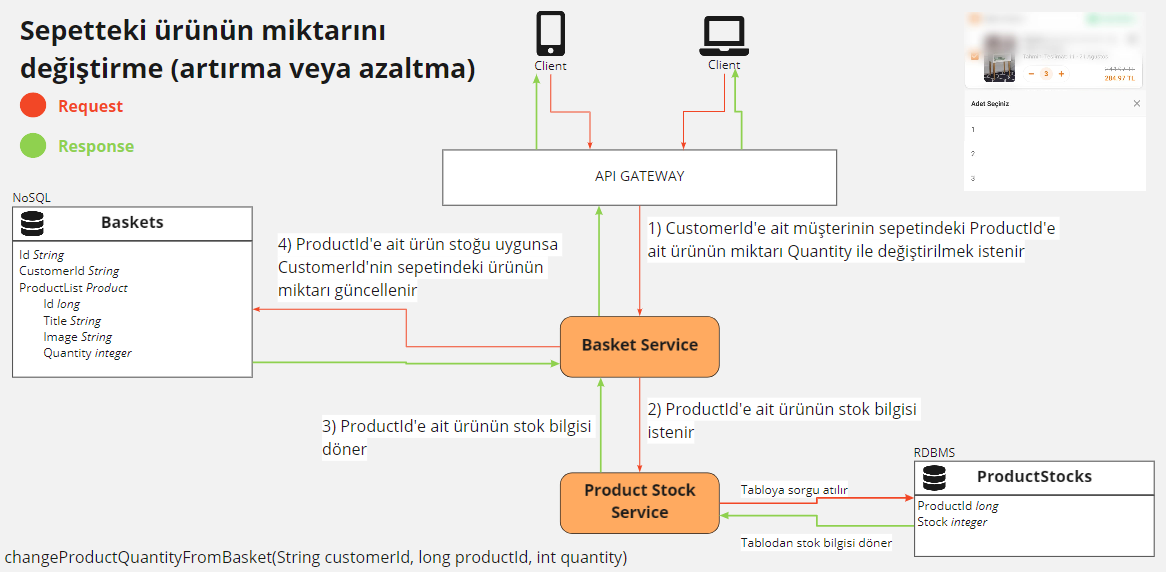 Sepetteki ürünün miktarını
değiştirme (artırma veya azaltma)
Request
Response
Client
Client
API GATEWAY
Adet Seçiniz
1
2
3
3
NoSQL
Baskets
Id String
CustomerId String
ProductList Product
Id long
Title String
Image String
Quantity integer
1) CustomerId'e ait müşterinin sepetindeki ProductId'e
ait ürünün miktarı Quantity ile değiştirilmek istenir
4) ProductId'e ait ürün stoğu uygunsa
CustomerId'nin sepetindeki ürünün
miktarı güncellenir
Basket Service
2) ProductId'e ait ürünün stok bilgisi
istenir
3) ProductId'e ait ürünün stok bilgisi
döner
Product Stock
Service
Tabloya sorgu atılır
Tablodan stok bilgisi döner
RDBMS
ProductStocks
ProductId long
Stock integer
changeProductQuantityFromBasket(String customerId, long productId, int quantity)